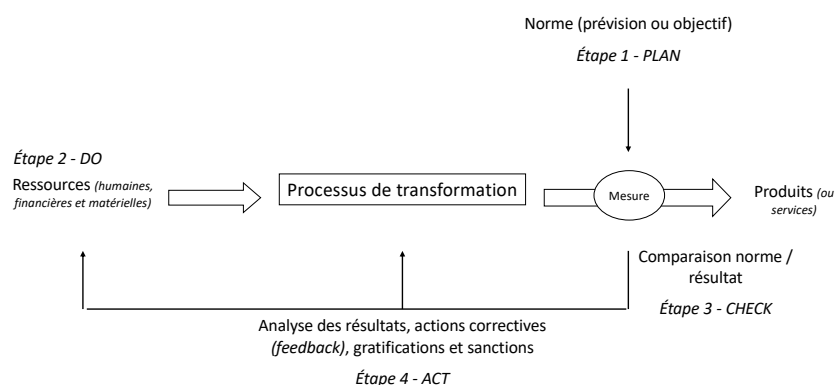 Norme (prévision ou objectif)
Étape 1 - PLAN
Étape 2 - DO
Ressources (humaines,
financières et matérielles)
Processus de transformation
Mesure
Produits (ou
services)
Comparaison norme /
résultat
Étape 3 - CHECK
Analyse des résultats, actions correctives
(feedback), gratifications et sanctions
Étape 4 - ACT